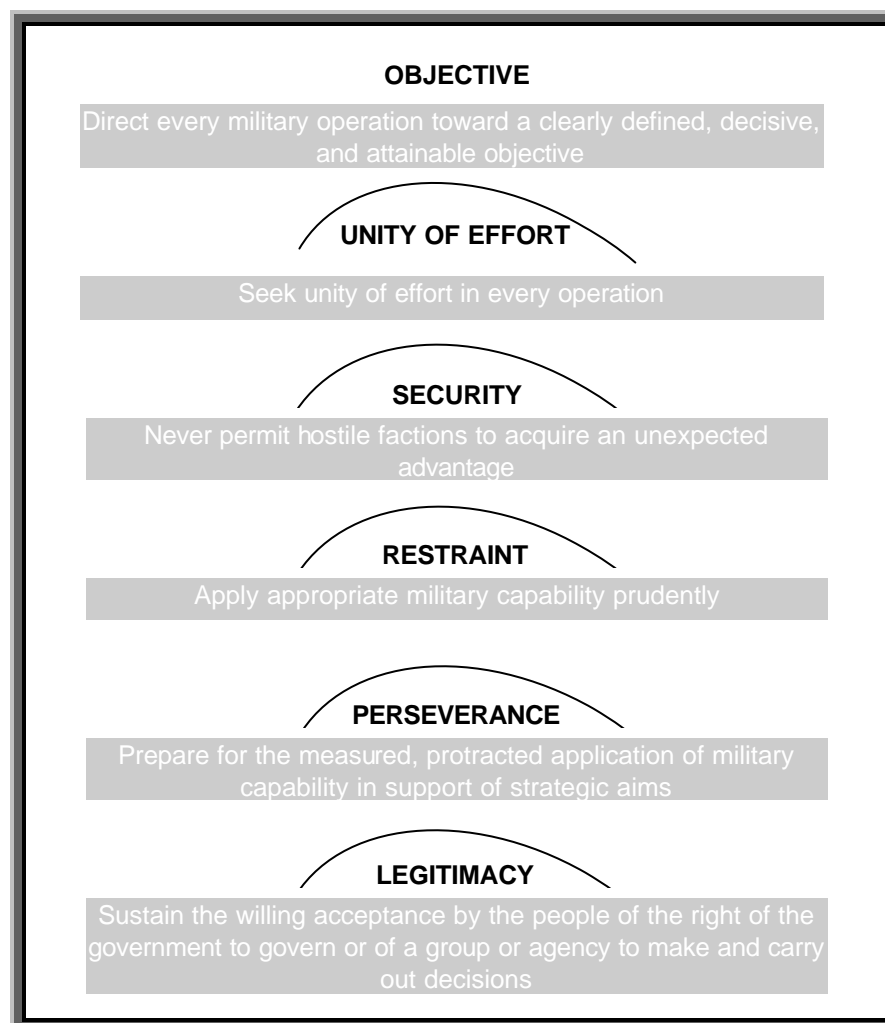 OBJECTIVE
Direct every military operation toward a clearly defined, decisive,
and attainable objective
UNITY OF EFFORT
Seek unity of effort in every operation
SECURITY
Never permit hostile factions to acquire an unexpected
advantage
RESTRAINT
Apply appropriate military capability prudently
PERSEVERANCE
Prepare for the measured, protracted application of military
capability in support of strategic aims
LEGITIMACY
Sustain the willing acceptance by the people of the right of the
government to govern or of a group or agency to make and carry
out decisions